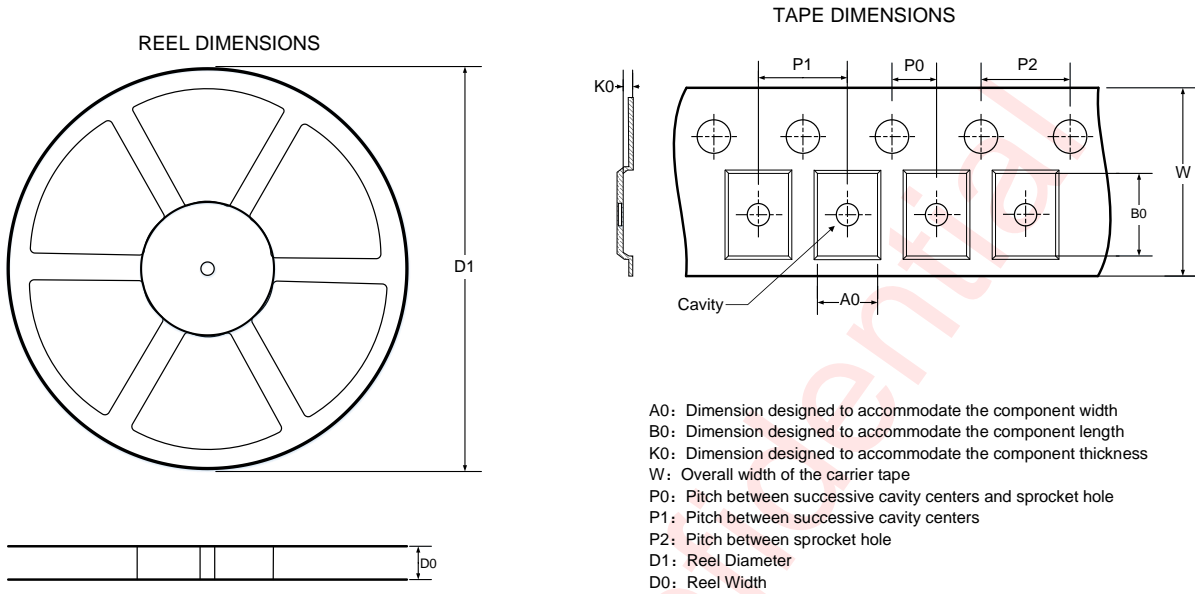 REEL DIMENSIONS
D1
D0
TAPE DIMENSIONS
K0
P1
P0
P2
W
B0
Cavity
A0
A0：Dimension designed to accommodate the component width
B0：Dimension designed to accommodate the component length
K0：Dimension designed to accommodate the component thickness
W：Overall width of the carrier tape
P0：Pitch between successive cavity centers and sprocket hole
P1：Pitch between successive cavity centers
P2：Pitch between sprocket hole
D1：Reel Diameter
D0：Reel Width
fidential